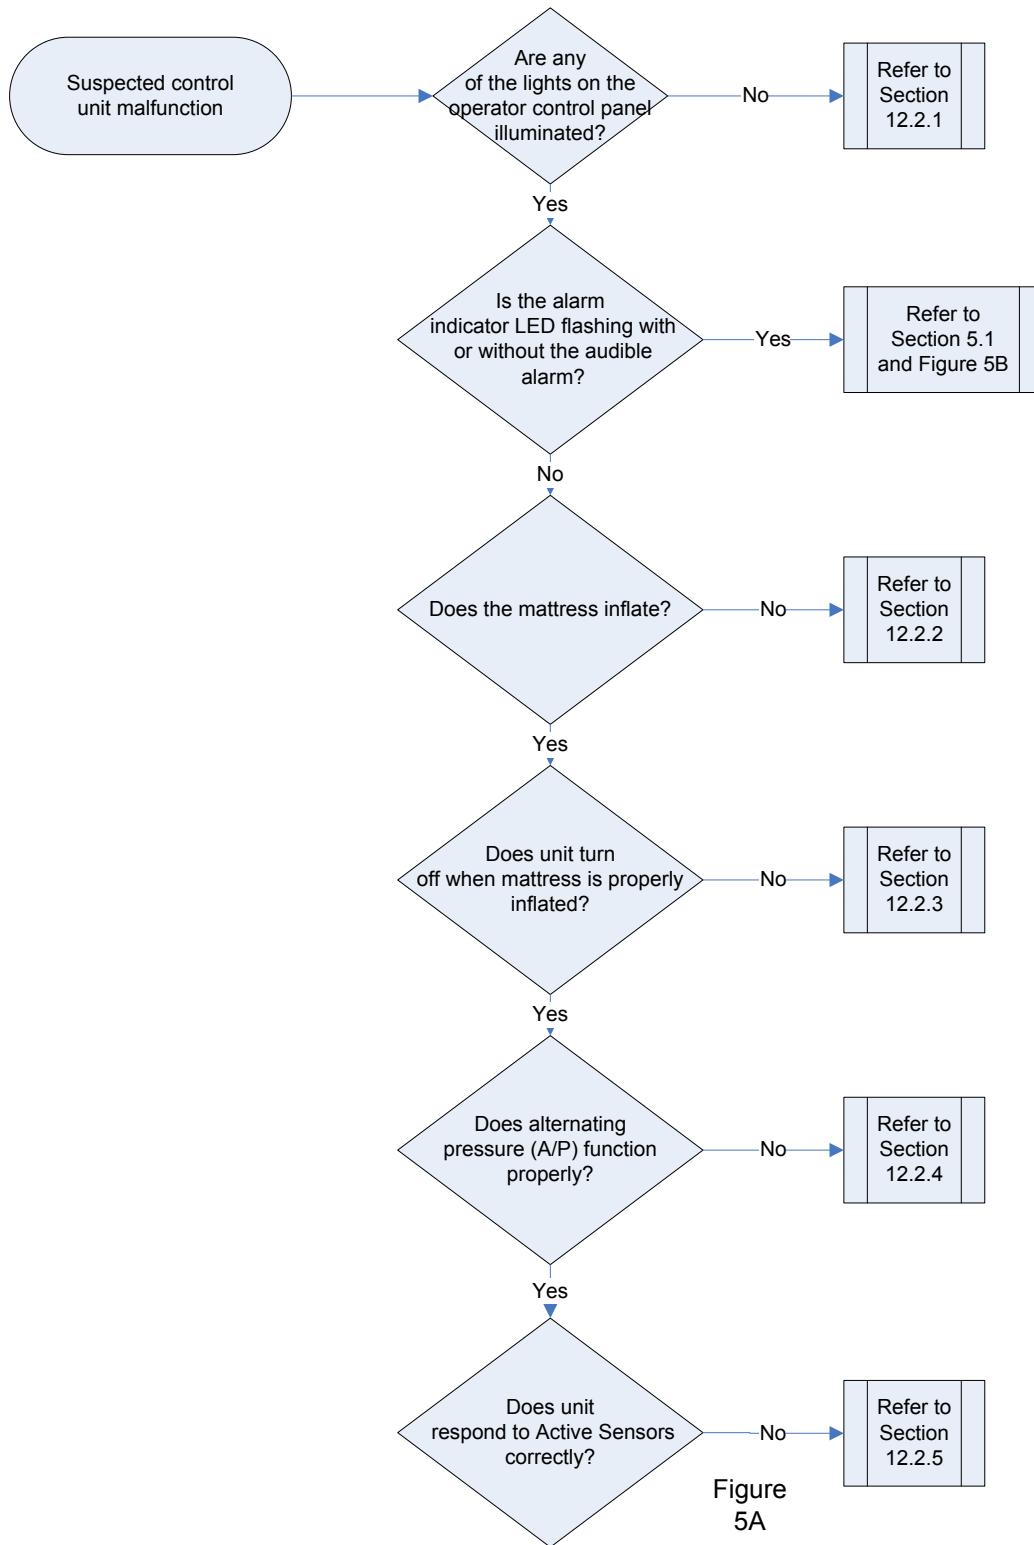 Suspected control
unit malfunction
Are any
of the lights on the
operator control panel
illuminated?
No
Refer to
Section
12.2.1
Yes
Is the alarm
indicator LED flashing with
or without the audible
alarm?
Yes
Refer to
Section 5.1
and Figure 5B
No
Does the mattress inflate?
No
Refer to
Section
12.2.2
Yes
Does unit turn
off when mattress is properly
inflated?
No
Refer to
Section
12.2.3
Yes
Does alternating
pressure (A/P) function
properly?
No
Refer to
Section
12.2.4
Yes
Does unit
respond to Active Sensors
correctly?
No
Refer to
Section
12.2.5
Figure
5A